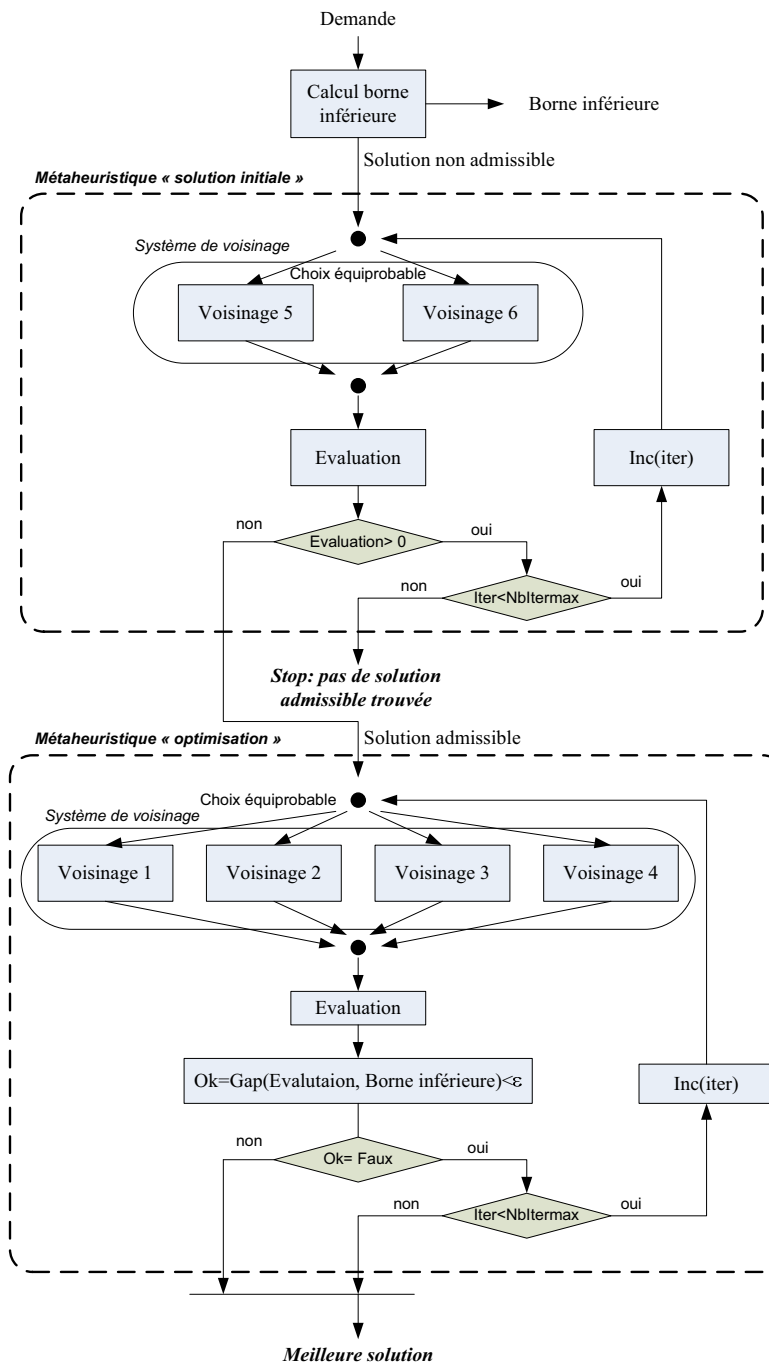 Demande
Calcul borne
inférieure
Borne inférieure
Solution non admissible
Métaheuristique « solution initiale »
Système de voisinage
Choix équiprobable
Voisinage 5
Voisinage 6
Evaluation
Inc(iter)
non
Evaluation> 0
oui
non
Iter<NbItermax
oui
Stop: pas de solution
admissible trouvée
Métaheuristique « optimisation »
Solution admissible
Choix équiprobable
Système de voisinage
Voisinage 1
Voisinage 2
Voisinage 3
Voisinage 4
Evaluation
Ok=Gap(Evalutaion, Borne inférieure)<ε
Inc(iter)
non
Ok= Faux
oui
non
Iter<NbItermax
oui
Meilleure solution